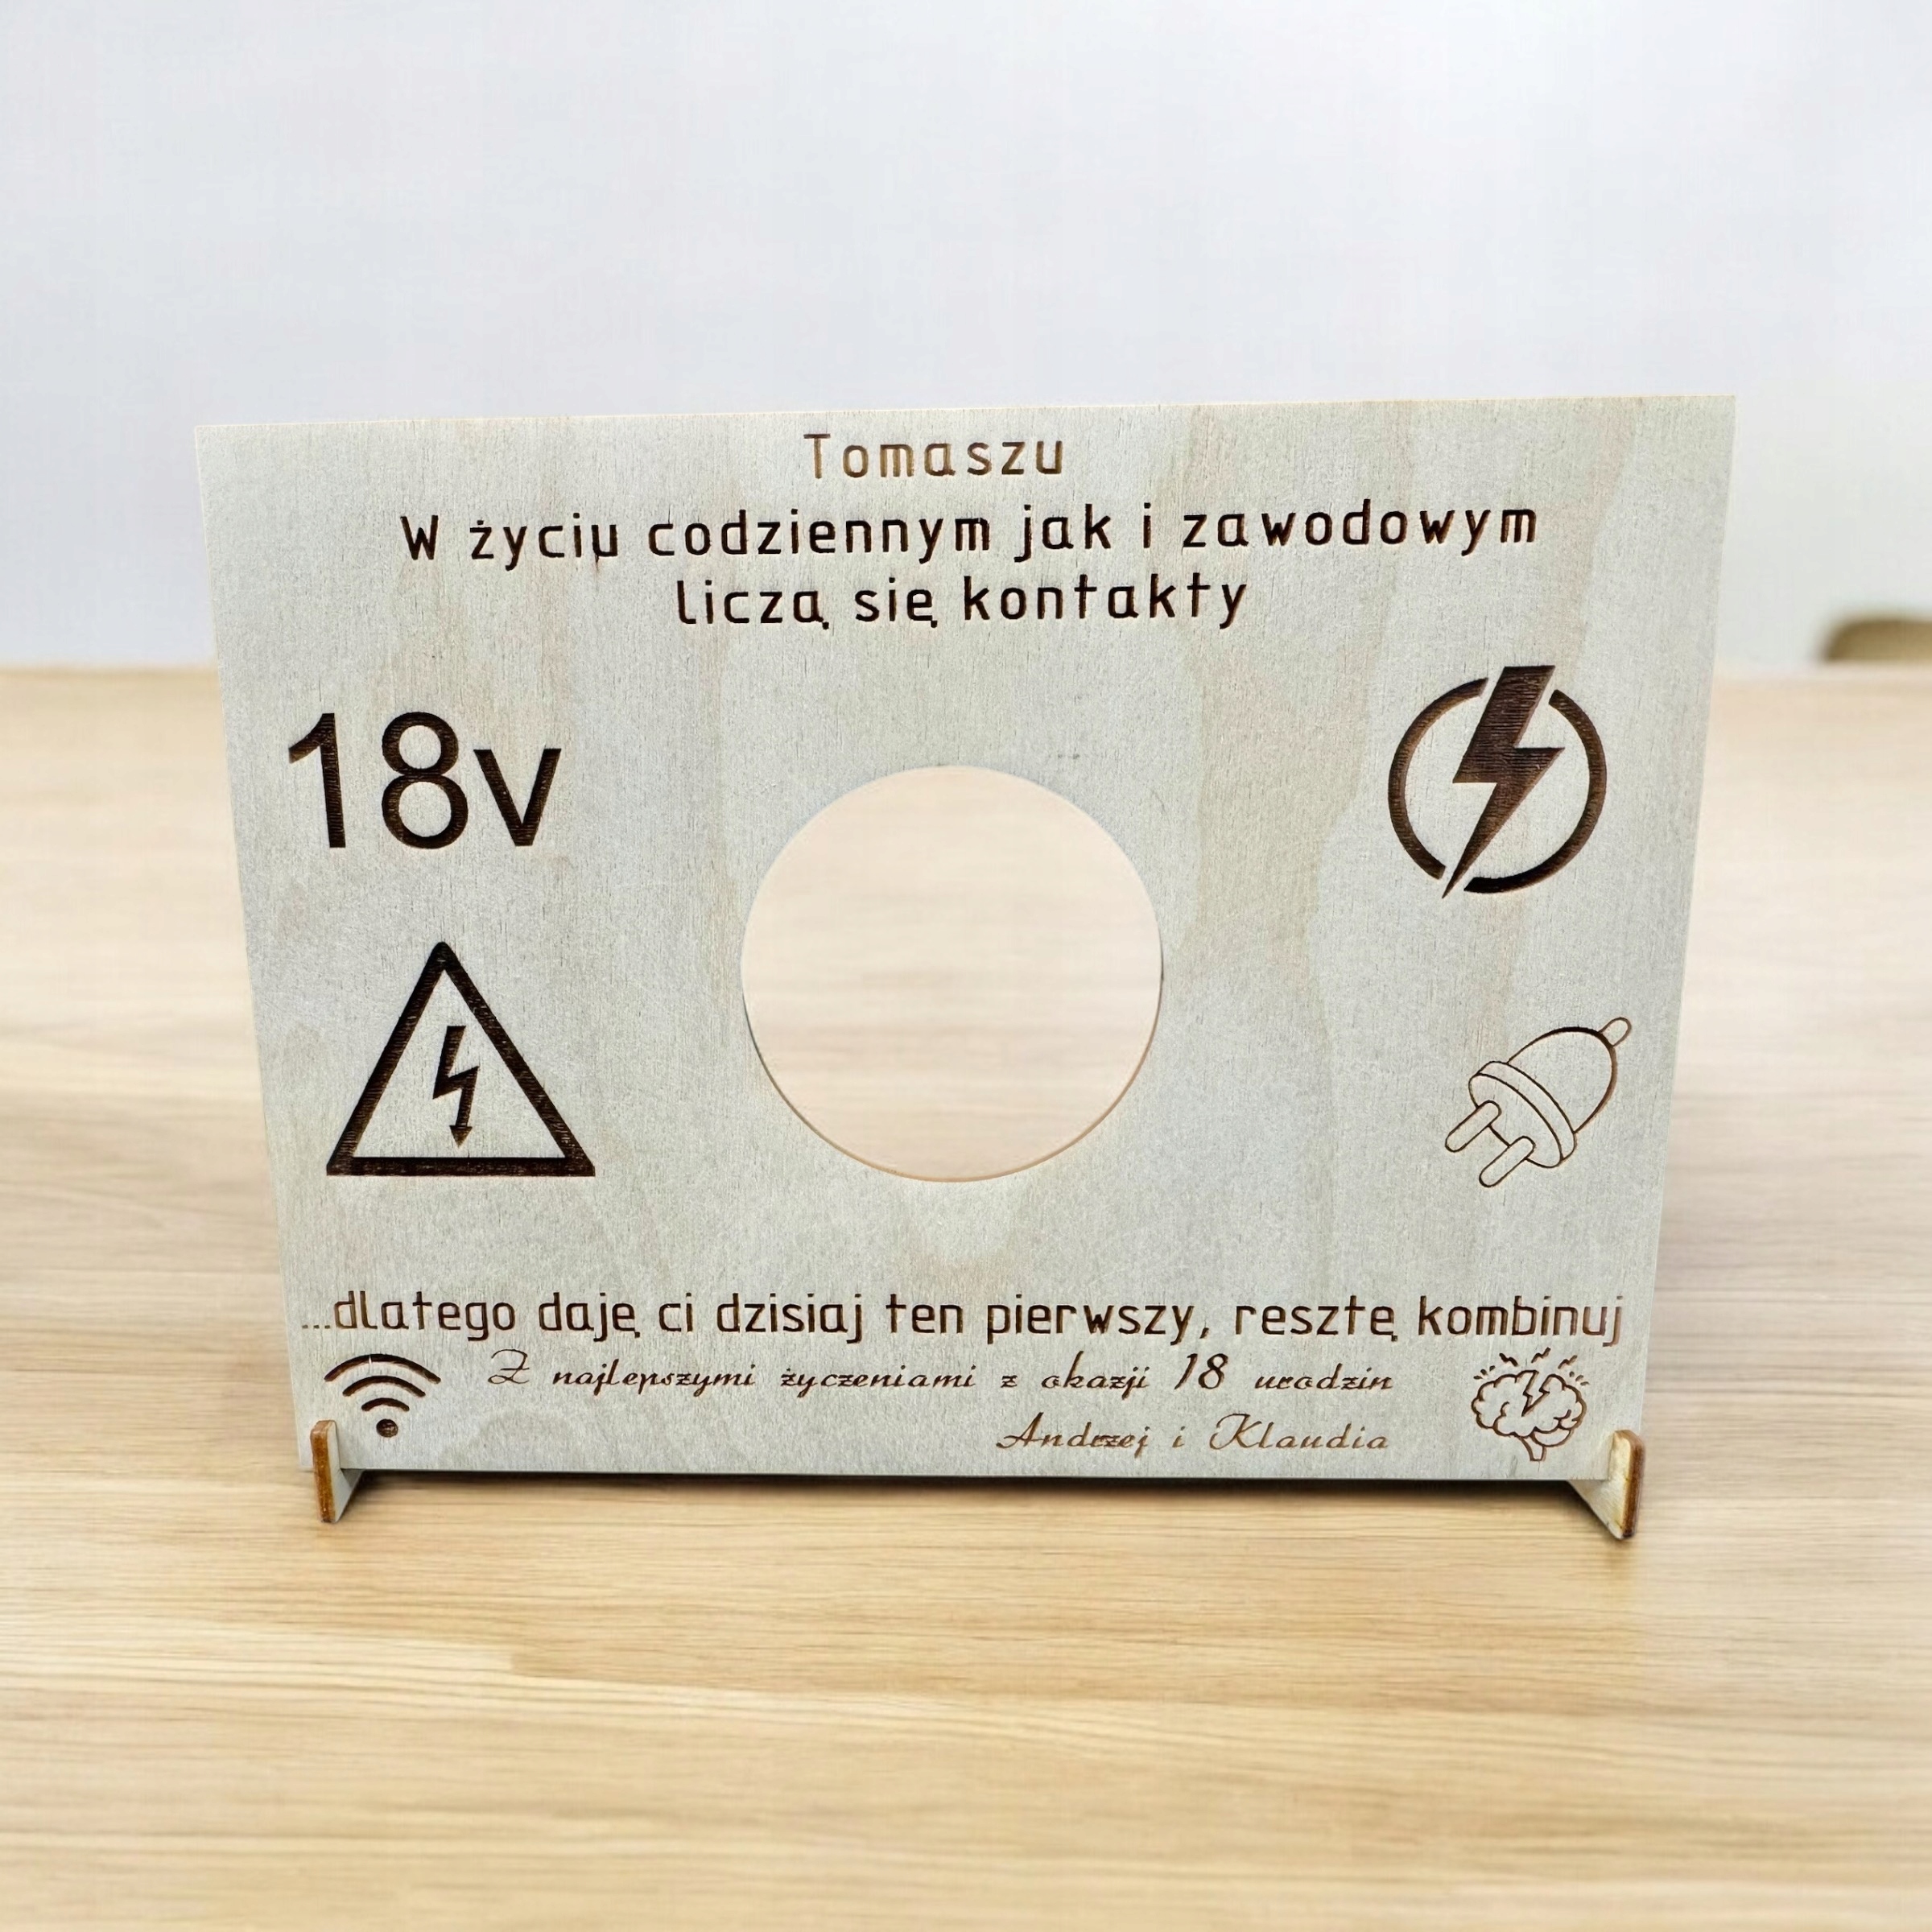 Tomaszu
W życiu codziennym jak i zawodowym
liczą się kontakty
18v
...dlatego daję ci dzisiaj ten pierwszy, resztę kombinuj
Z najlepszymi życzeniami z okazji 18 urodzin
Andrzej i Klaudia